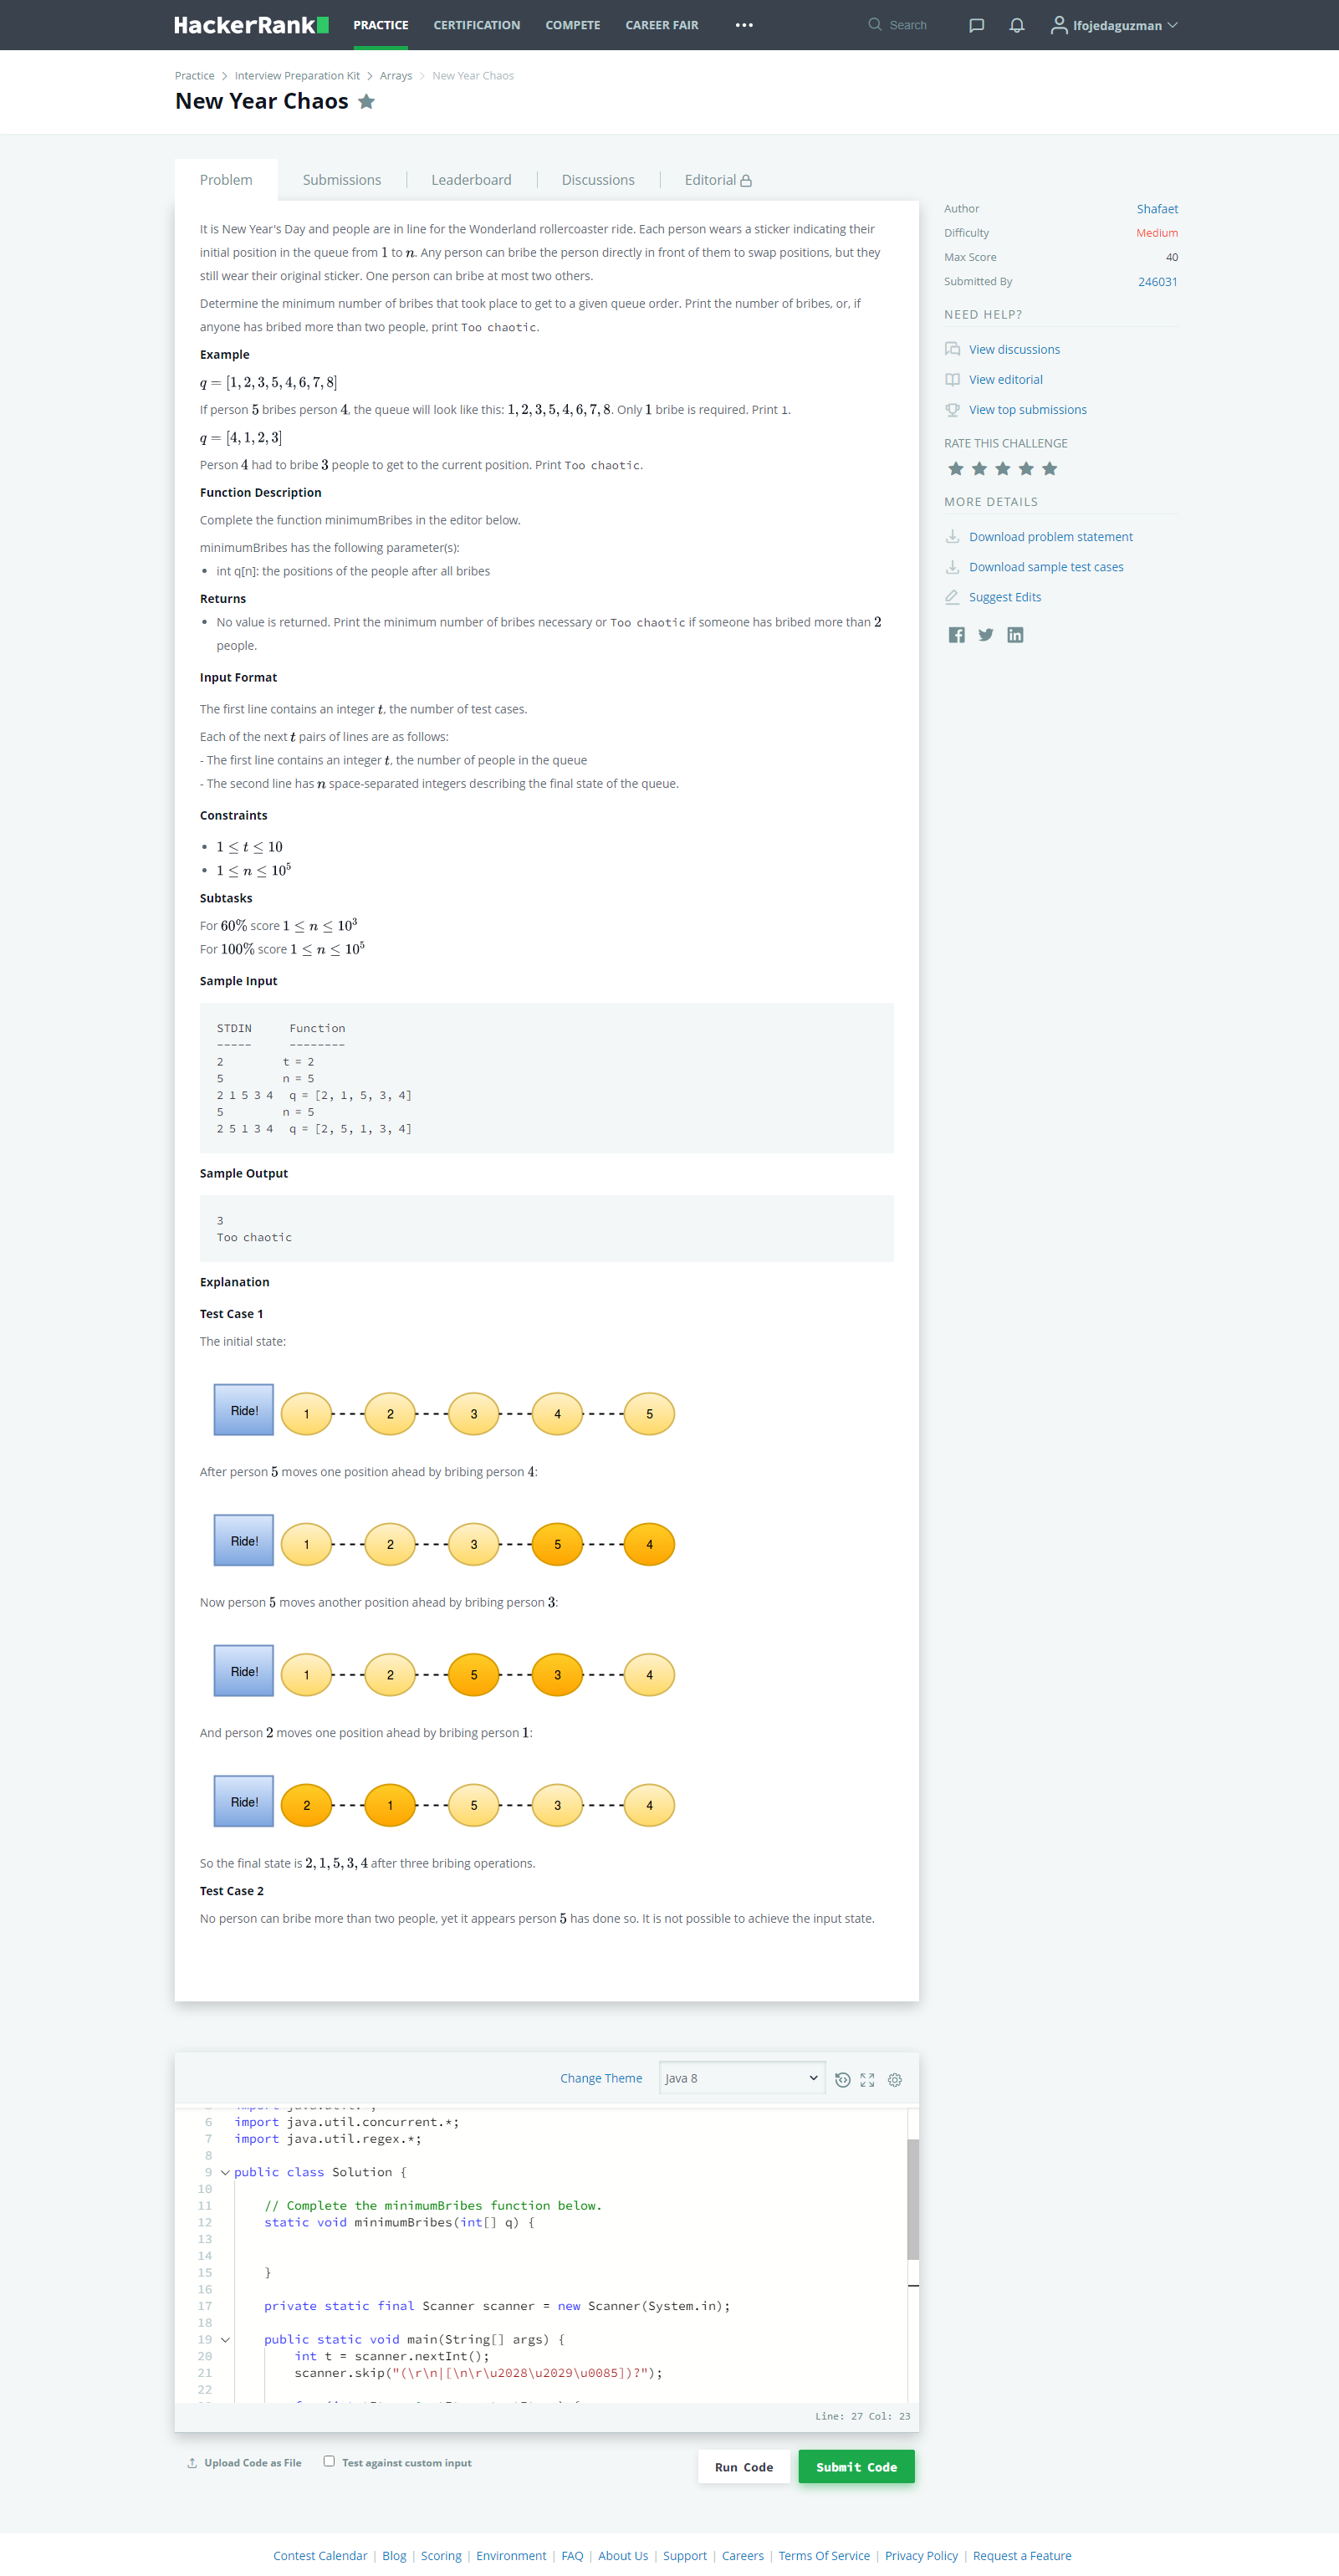 HackerRank
PRACTICE CERTIFICATION COMPETE CAREER FAIR ••• Search lfojedaguzman
Practice > Interview Preparation Kit > Arrays > New Year Chaos
New Year Chaos
Problem Submissions Leaderboard Discussions Editorial
It is New Year's Day and people are in line for the Wonderland rollercoaster ride. Each person wears a sticker indicating their
initial position in the queue from 1 to n. Any person can bribe the person directly in front of them to swap positions, but they
still wear their original sticker. One person can bribe at most two others.
Determine the minimum number of bribes that took place to get to a given queue order. Print the number of bribes, or, if
anyone has bribed more than two people, print Too chaotic.
Example
q = [1, 2, 3, 5, 4, 6, 7, 8]
If person 5 bribes person 4, the queue will look like this: 1, 2, 3, 5, 4, 6, 7, 8. Only 1 bribe is required. Print 1.
q = [4, 1, 2, 3]
Person 4 had to bribe 3 people to get to the current position. Print Too chaotic.
Function Description
Complete the function minimumBribes in the editor below.
minimumBribes has the following parameter(s):
• int q[n]: the positions of the people after all bribes
Returns
• No value is returned. Print the minimum number of bribes necessary or Too chaotic if someone has bribed more than 2
people.
Input Format
The first line contains an integer t, the number of test cases.
Each of the next t pairs of lines are as follows:
- The first line contains an integer t, the number of people in the queue
- The second line has n space-separated integers describing the final state of the queue.
Constraints
• 1 ≤ t ≤ 10
• 1 ≤ n ≤ 10⁵
Subtasks
For 60% score 1 ≤ n ≤ 10³
For 100% score 1 ≤ n ≤ 10⁵
Sample Input
STDIN Function
----- --------
2 t = 2
5 n = 5
2 1 5 3 4 q = [2, 1, 5, 3, 4]
5 n = 5
2 5 1 3 4 q = [2, 5, 1, 3, 4]
Sample Output
3
Too chaotic
Explanation
Test Case 1
The initial state:
Ride! 1 2 3 4 5
After person 5 moves one position ahead by bribing person 4:
Ride! 1 2 3 5 4
Now person 5 moves another position ahead by bribing person 3:
Ride! 1 2 5 3 4
And person 2 moves one position ahead by bribing person 1:
Ride! 2 1 5 3 4
So the final state is 2, 1, 5, 3, 4 after three bribing operations.
Test Case 2
No person can bribe more than two people, yet it appears person 5 has done so. It is not possible to achieve the input state.
Author Shafaet
Difficulty Medium
Max Score 40
Submitted By 246031
NEED HELP?
View discussions
View editorial
View top submissions
RATE THIS CHALLENGE
MORE DETAILS
Download problem statement
Download sample test cases
Suggest Edits
Change Theme Java 8
6 import java.util.concurrent.*;
7 import java.util.regex.*;
8
9 public class Solution {
10
11 // Complete the minimumBribes function below.
12 static void minimumBribes(int[] q) {
13
14
15 }
16
17 private static final Scanner scanner = new Scanner(System.in);
18
19 public static void main(String[] args) {
20 int t = scanner.nextInt();
21 scanner.skip("(\r\n|[\n\r\u2028\u2029\u0085])?");
22
Line: 27 Col: 23
Upload Code as File Test against custom input Run Code Submit Code
Contest Calendar | Blog | Scoring | Environment | FAQ | About Us | Support | Careers | Terms Of Service | Privacy Policy | Request a Feature